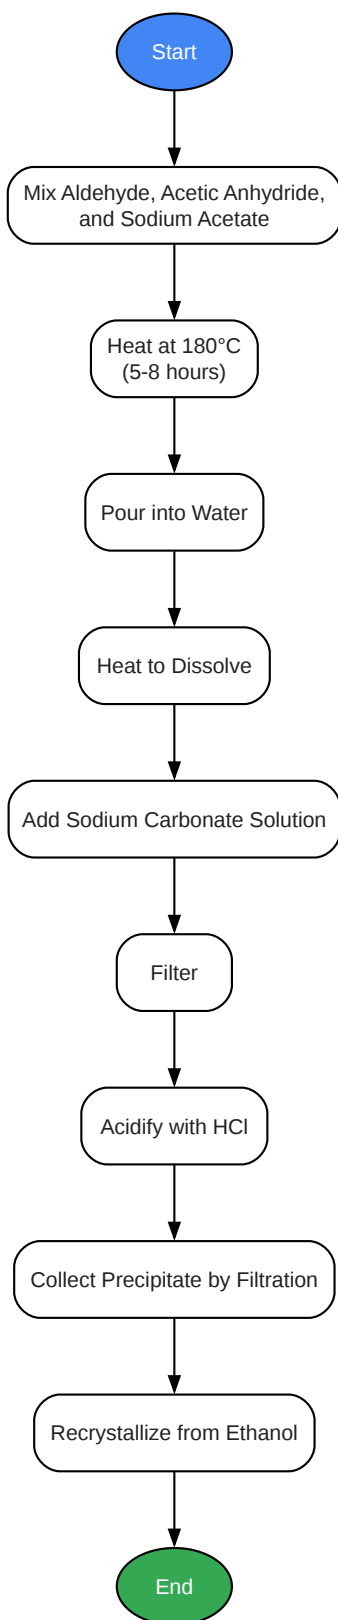 Start
Mix Aldehyde, Acetic Anhydride,
and Sodium Acetate
Heat at 180°C
(5-8 hours)
Pour into Water
Heat to Dissolve
Add Sodium Carbonate Solution
Filter
Acidify with HCl
Collect Precipitate by Filtration
Recrystallize from Ethanol
End